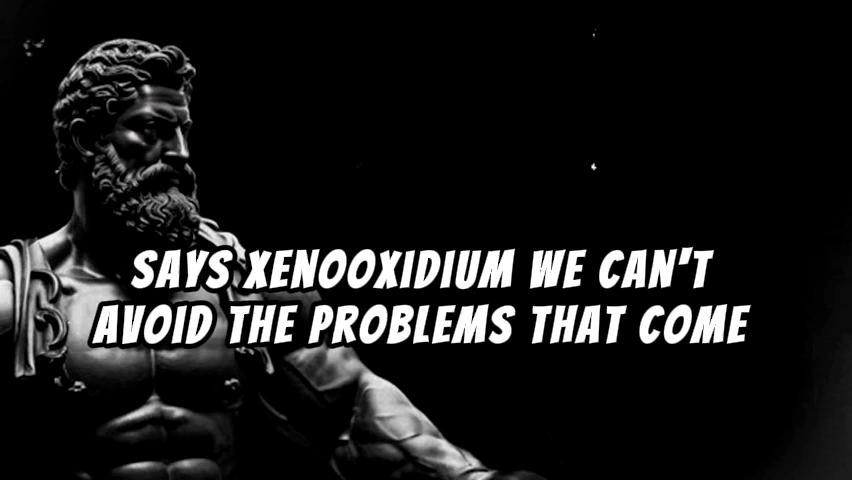 SAYS XENOOXIDIUM WE CAN'T
AVOID THE PROBLEMS THAT COME